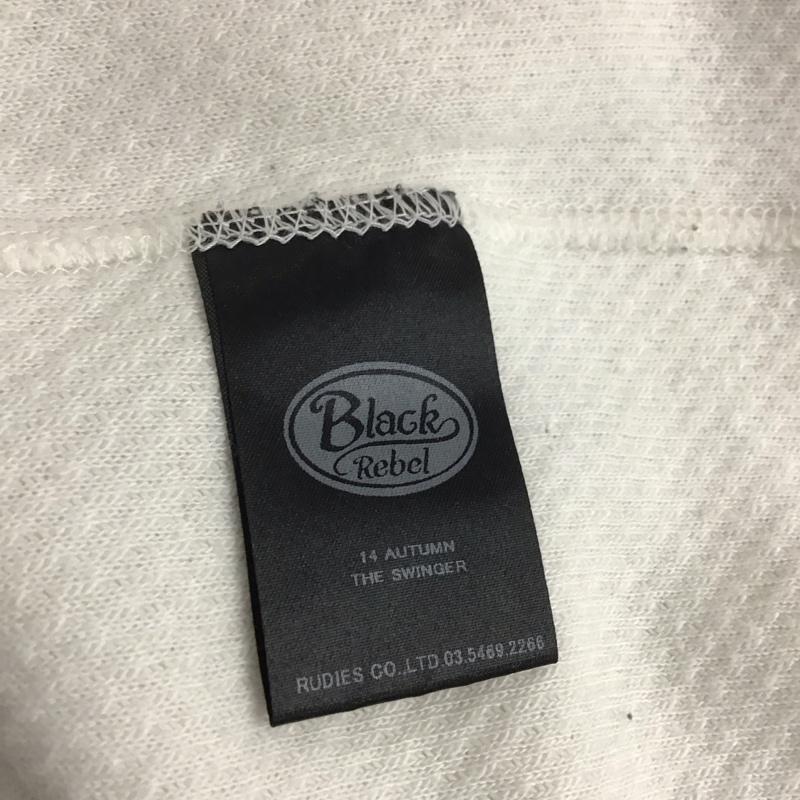 Black
Rebel
14 AUTUMN
THE SWINGER
RUDIES CO.,LTD.03.5469.2266